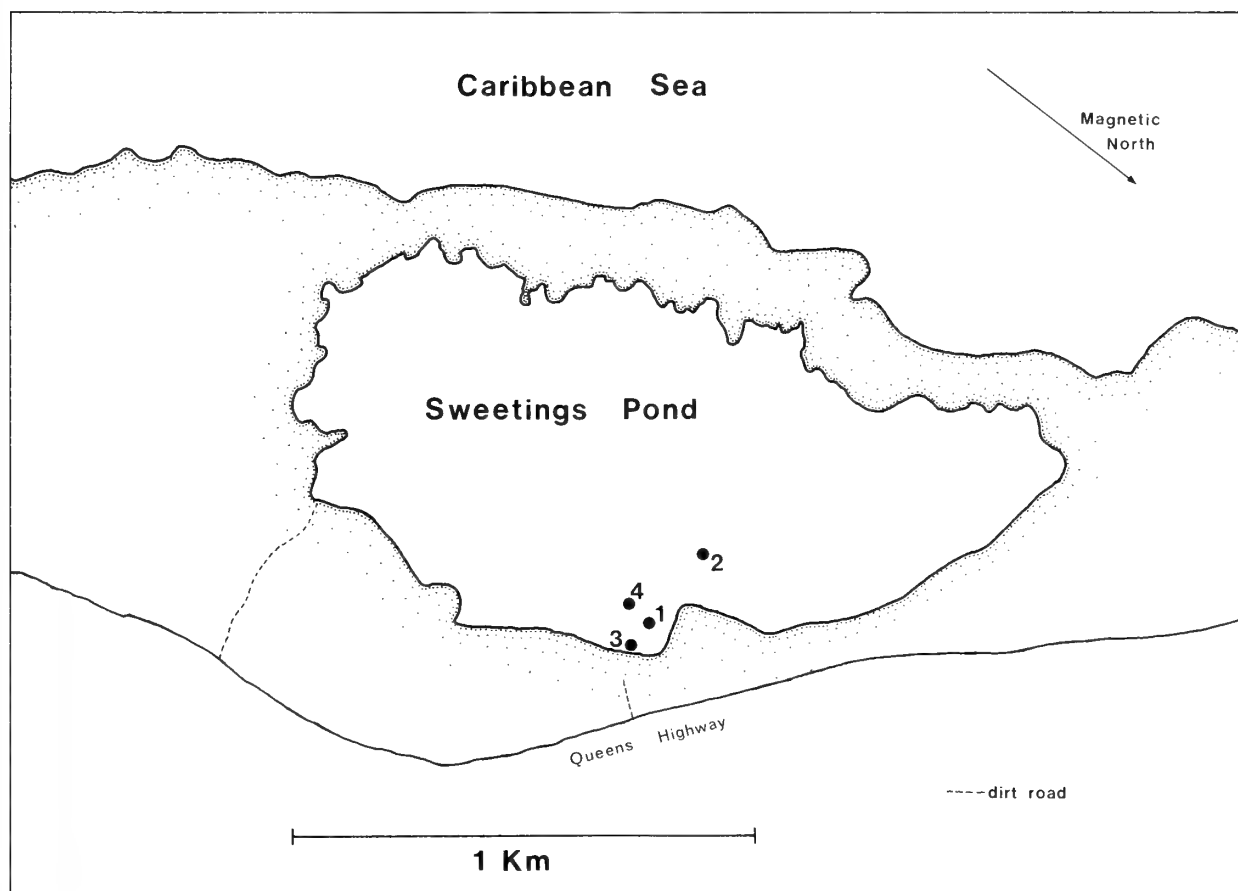 Caribbean Sea
Magnetic
North
Sweetings Pond
2
4
1
3
Queens Highway
----dirt road
1 Km